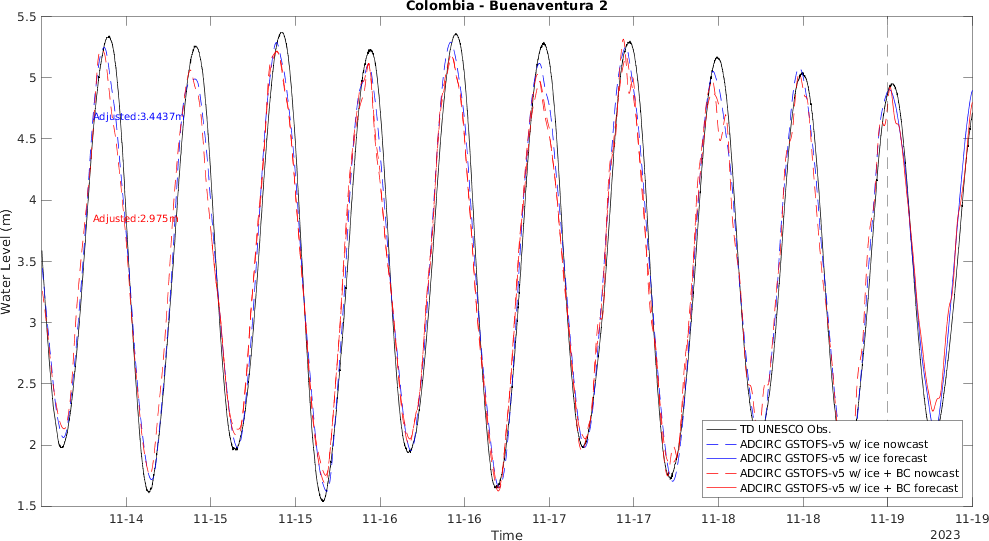 Colombia - Buenaventura 2
5.5
5
4.5
4
3.5
3
2.5
2
1.5
Water Level (m)
Adjusted:3.4437m
Adjusted:2.975m
TD UNESCO Obs.
ADCIRC GSTOFS-v5 w/ ice nowcast
ADCIRC GSTOFS-v5 w/ ice forecast
ADCIRC GSTOFS-v5 w/ ice + BC nowcast
ADCIRC GSTOFS-v5 w/ ice + BC forecast
11-14 11-15 11-15 11-16 11-16 11-17 11-17 11-18 11-18 11-19 11-19
Time
2023